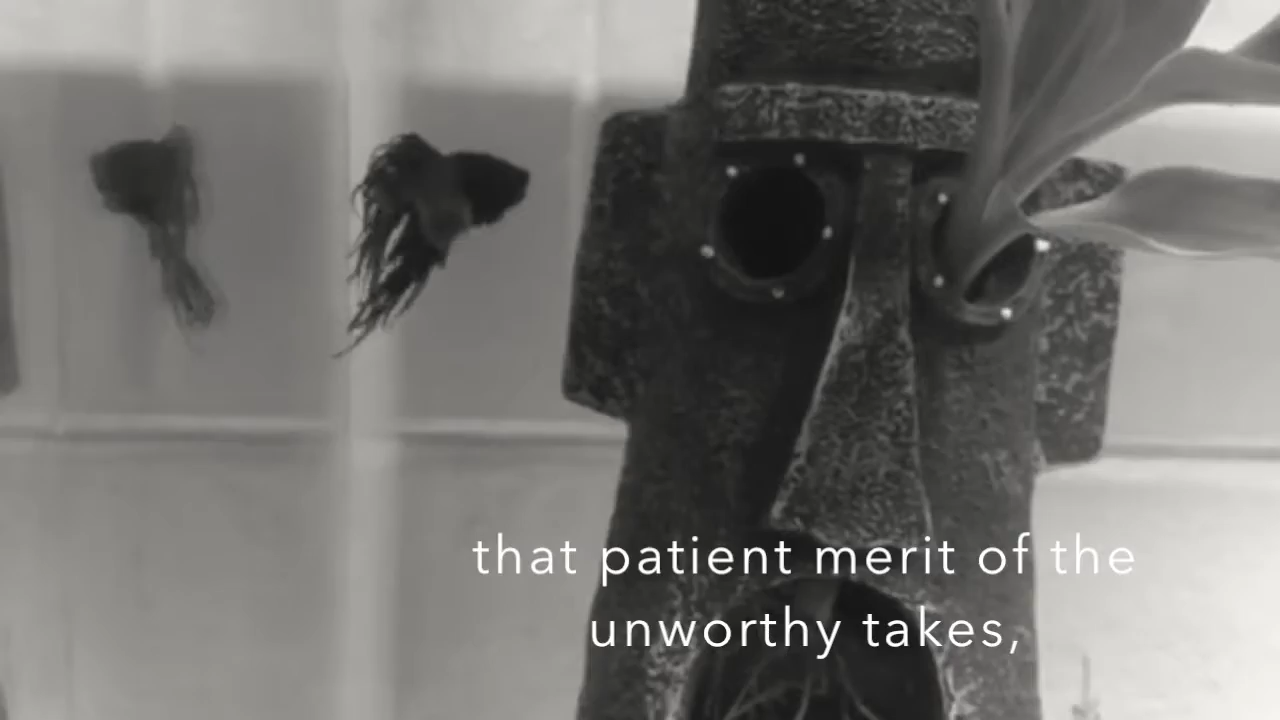 that patient merit of the
unworthy takes,